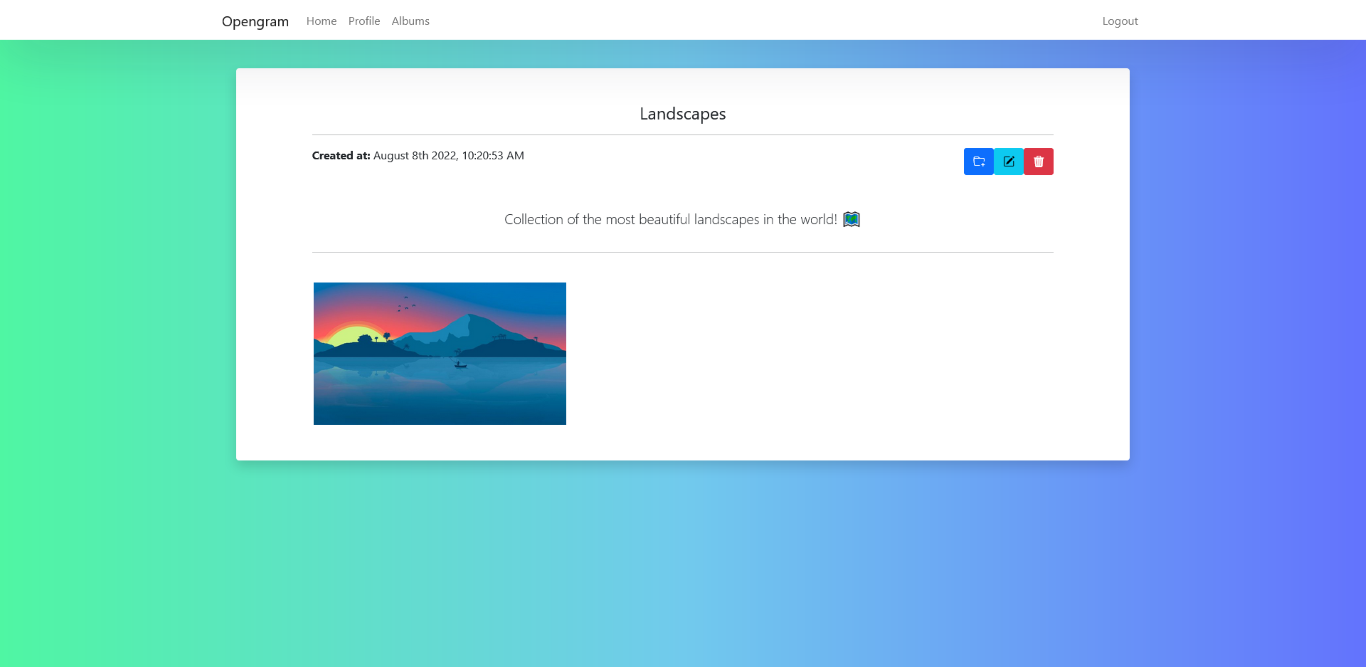 Opengram Home Profile Albums Logout
Landscapes
Created at: August 8th 2022, 10:20:53 AM
Collection of the most beautiful landscapes in the world! 🗺️